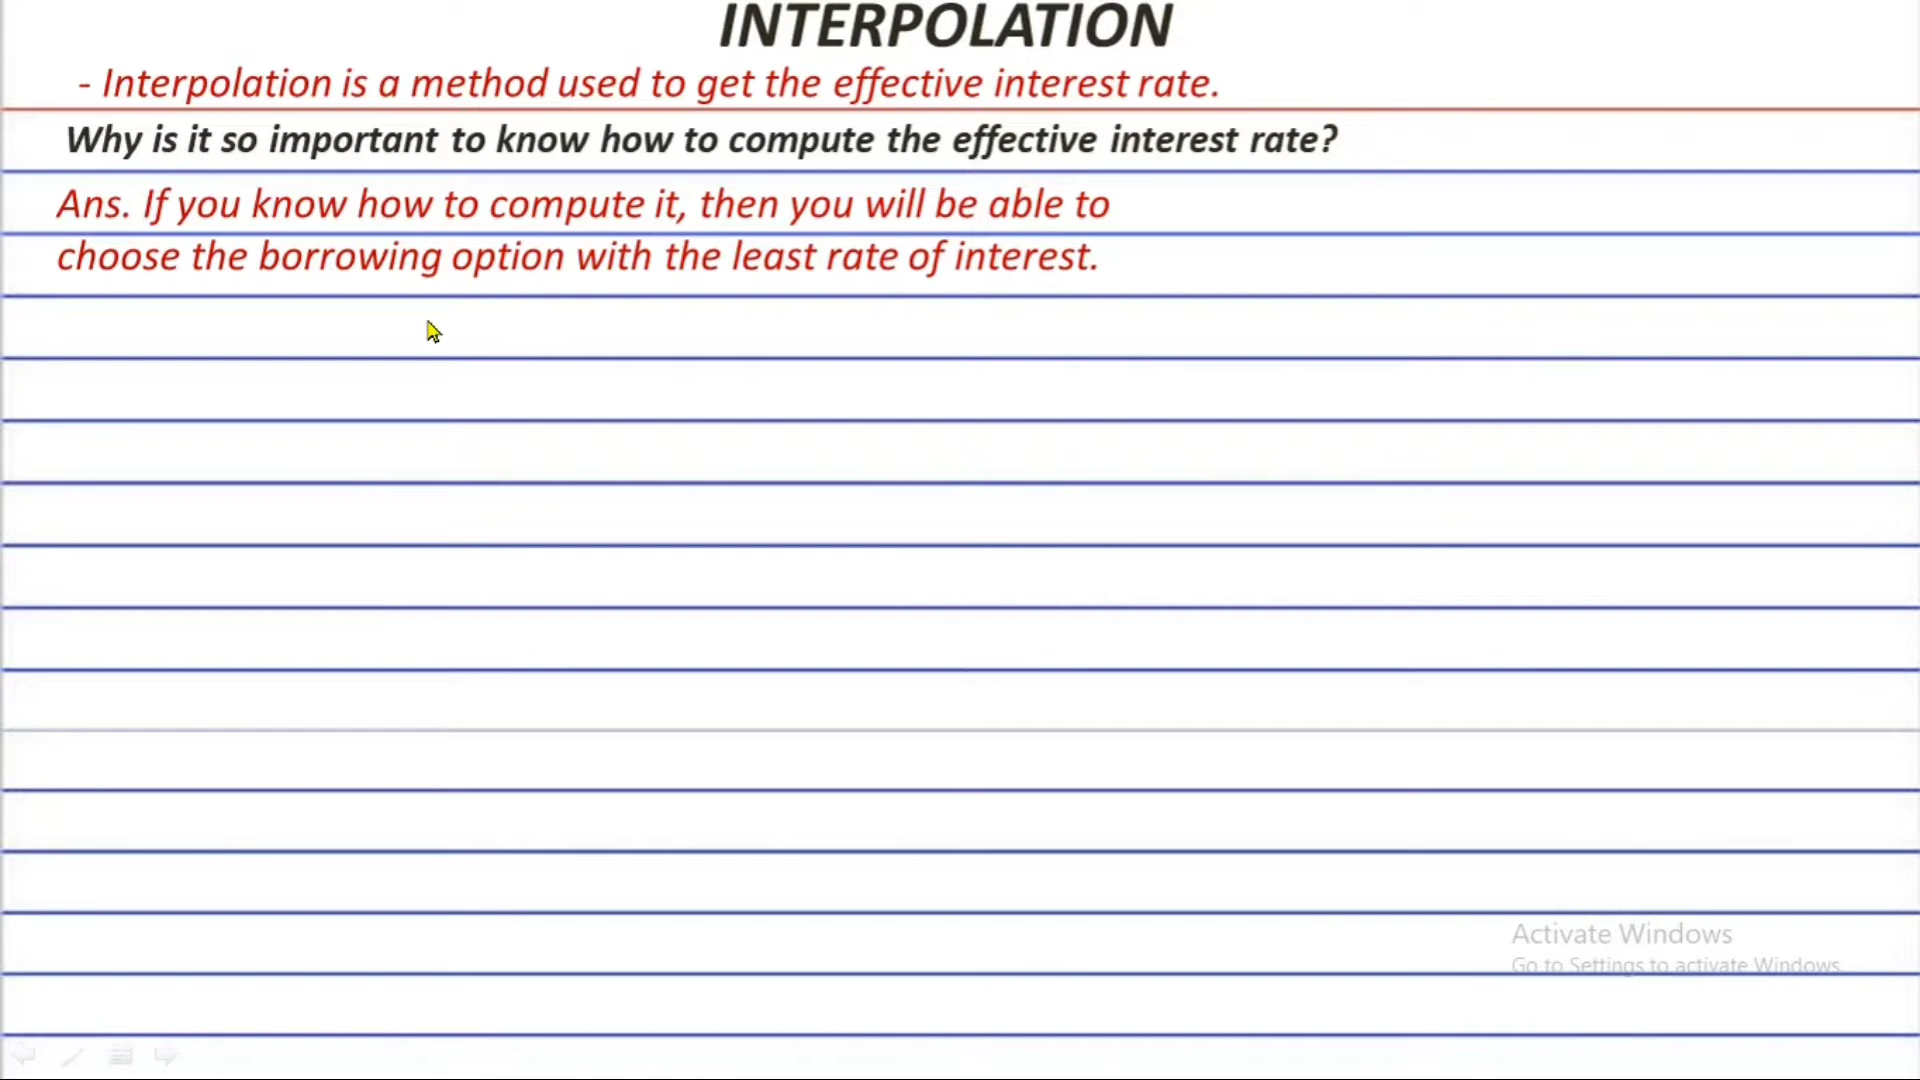 INTERPOLATION
- Interpolation is a method used to get the effective interest rate.
Why is it so important to know how to compute the effective interest rate?
Ans. If you know how to compute it, then you will be able to
choose the borrowing option with the least rate of interest.
Activate Windows
Go to Settings to activate Windows.